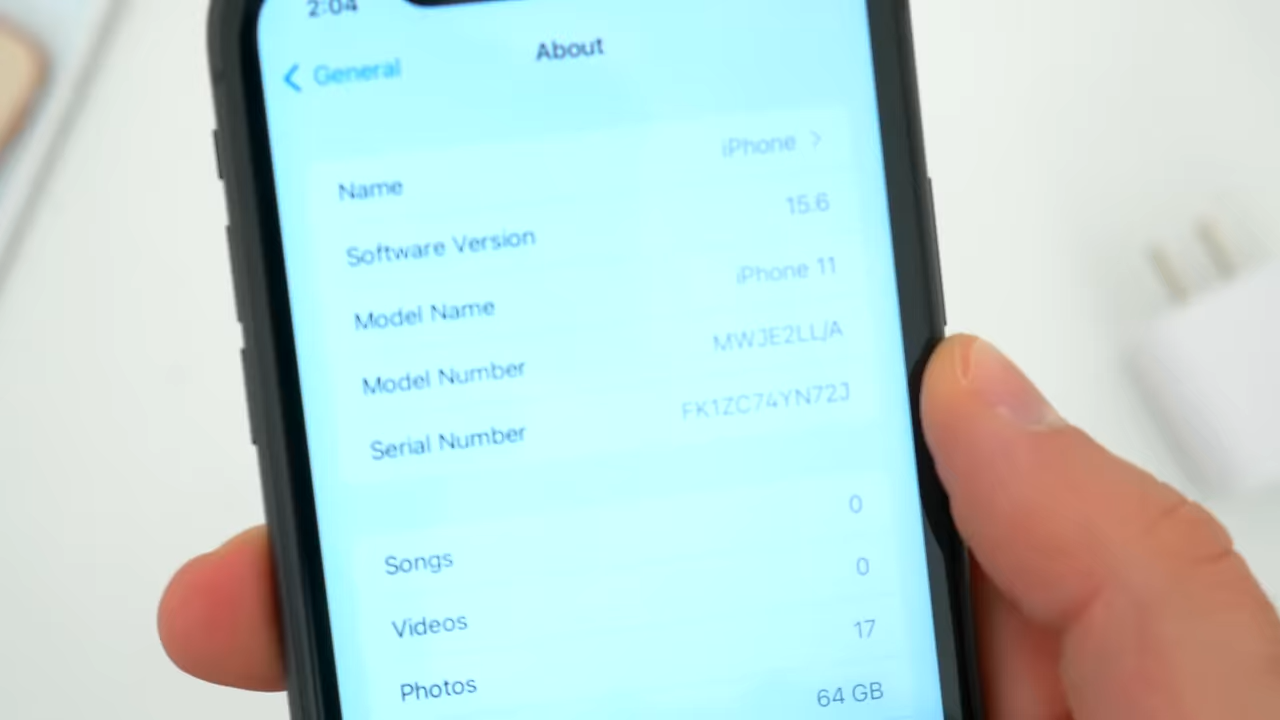 2:04
General
About
Name iPhone
Software Version 15.6
Model Name iPhone 11
Model Number MWJE2LL/A
Serial Number FK1ZC74YN72J
Songs 0
Videos 0
Photos 17
64 GB